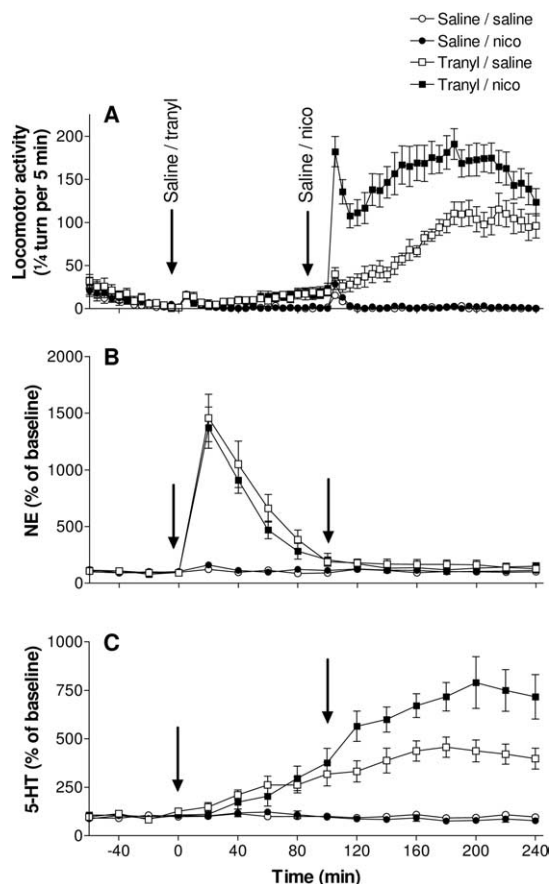 Saline / saline
Saline / nico
Tranyl / saline
Tranyl / nico
A
Saline / tranyl
Saline / nico
Locomotor activity
(¼ turn per 5 min)
200
150
100
50
0
B
NE (% of baseline)
2000
1500
1000
500
0
C
5-HT (% of baseline)
1000
750
500
250
0
-40 0 40 80 120 160 200 240
Time (min)